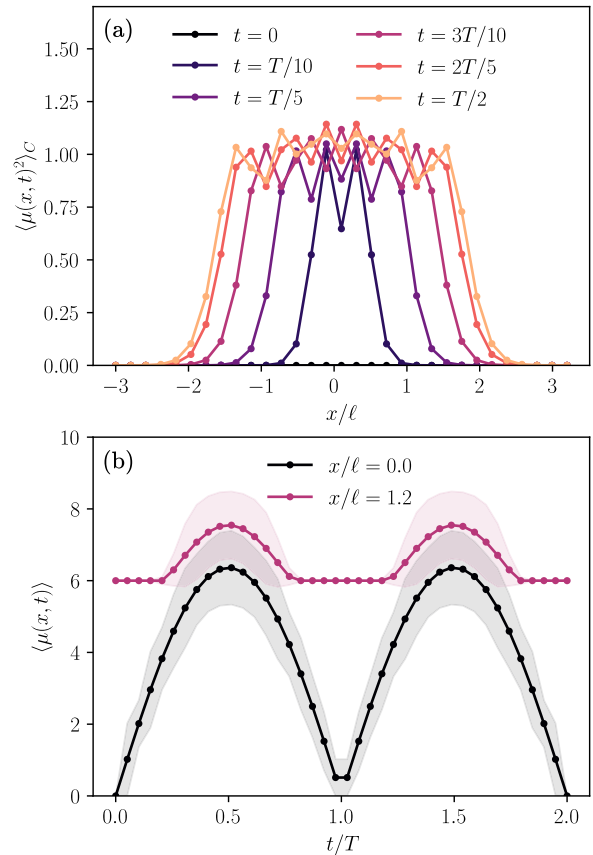 (a)
t = 0
t = T/10
t = T/5
t = 3T/10
t = 2T/5
t = T/2
1.50
1.25
1.00
0.75
0.50
0.25
0.00
⟨μ(x, t)²⟩_C
−3 −2 −1 0 1 2 3
x/ℓ
(b)
x/ℓ = 0.0
x/ℓ = 1.2
10
8
6
4
2
0
⟨μ(x, t)⟩
0.0 0.5 1.0 1.5 2.0
t/T